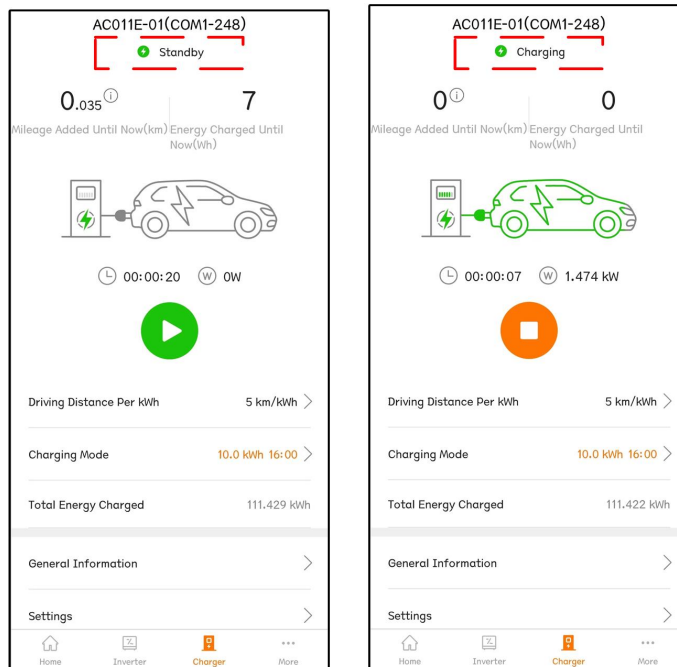 AC011E-01(COM1-248)
Standby
0.035
7
Mileage Added Until Now(km)
Energy Charged Until
Now(Wh)
00:00:20
W
0W
Driving Distance Per kWh
5 km/kWh
Charging Mode
10.0 kWh 16:00
Total Energy Charged
111.429 kWh
General Information
Settings
Home
Inverter
Charger
More
AC011E-01(COM1-248)
Charging
0
0
Mileage Added Until Now(km)
Energy Charged Until
Now(Wh)
00:00:07
W
1.474 kW
Driving Distance Per kWh
5 km/kWh
Charging Mode
10.0 kWh 16:00
Total Energy Charged
111.422 kWh
General Information
Settings
Home
Inverter
Charger
More